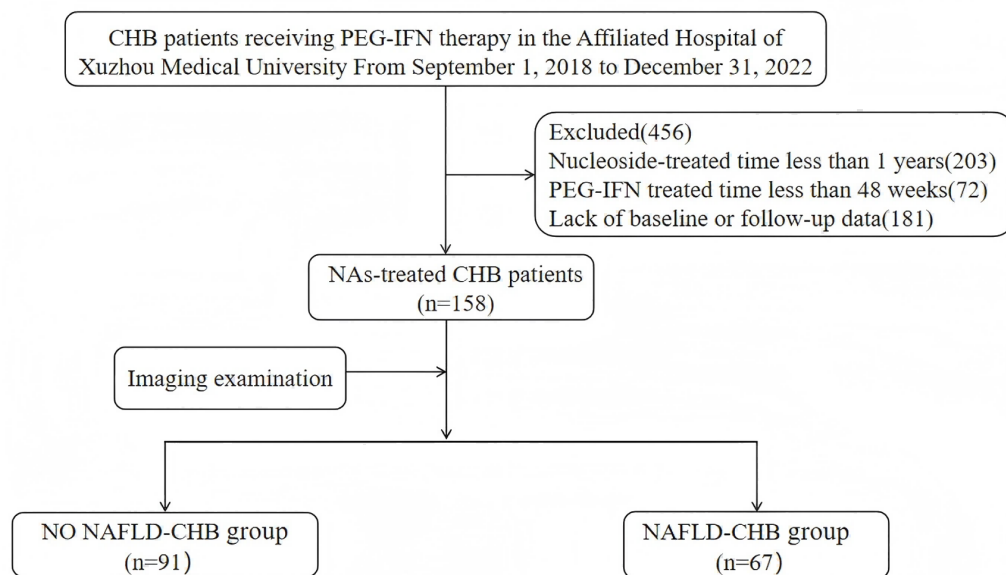 CHB patients receiving PEG-IFN therapy in the Affiliated Hospital of
Xuzhou Medical University From September 1, 2018 to December 31, 2022
Excluded(456)
Nucleoside-treated time less than 1 years(203)
PEG-IFN treated time less than 48 weeks(72)
Lack of baseline or follow-up data(181)
NAs-treated CHB patients
(n=158)
Imaging examination
NO NAFLD-CHB group
(n=91)
NAFLD-CHB group
(n=67)